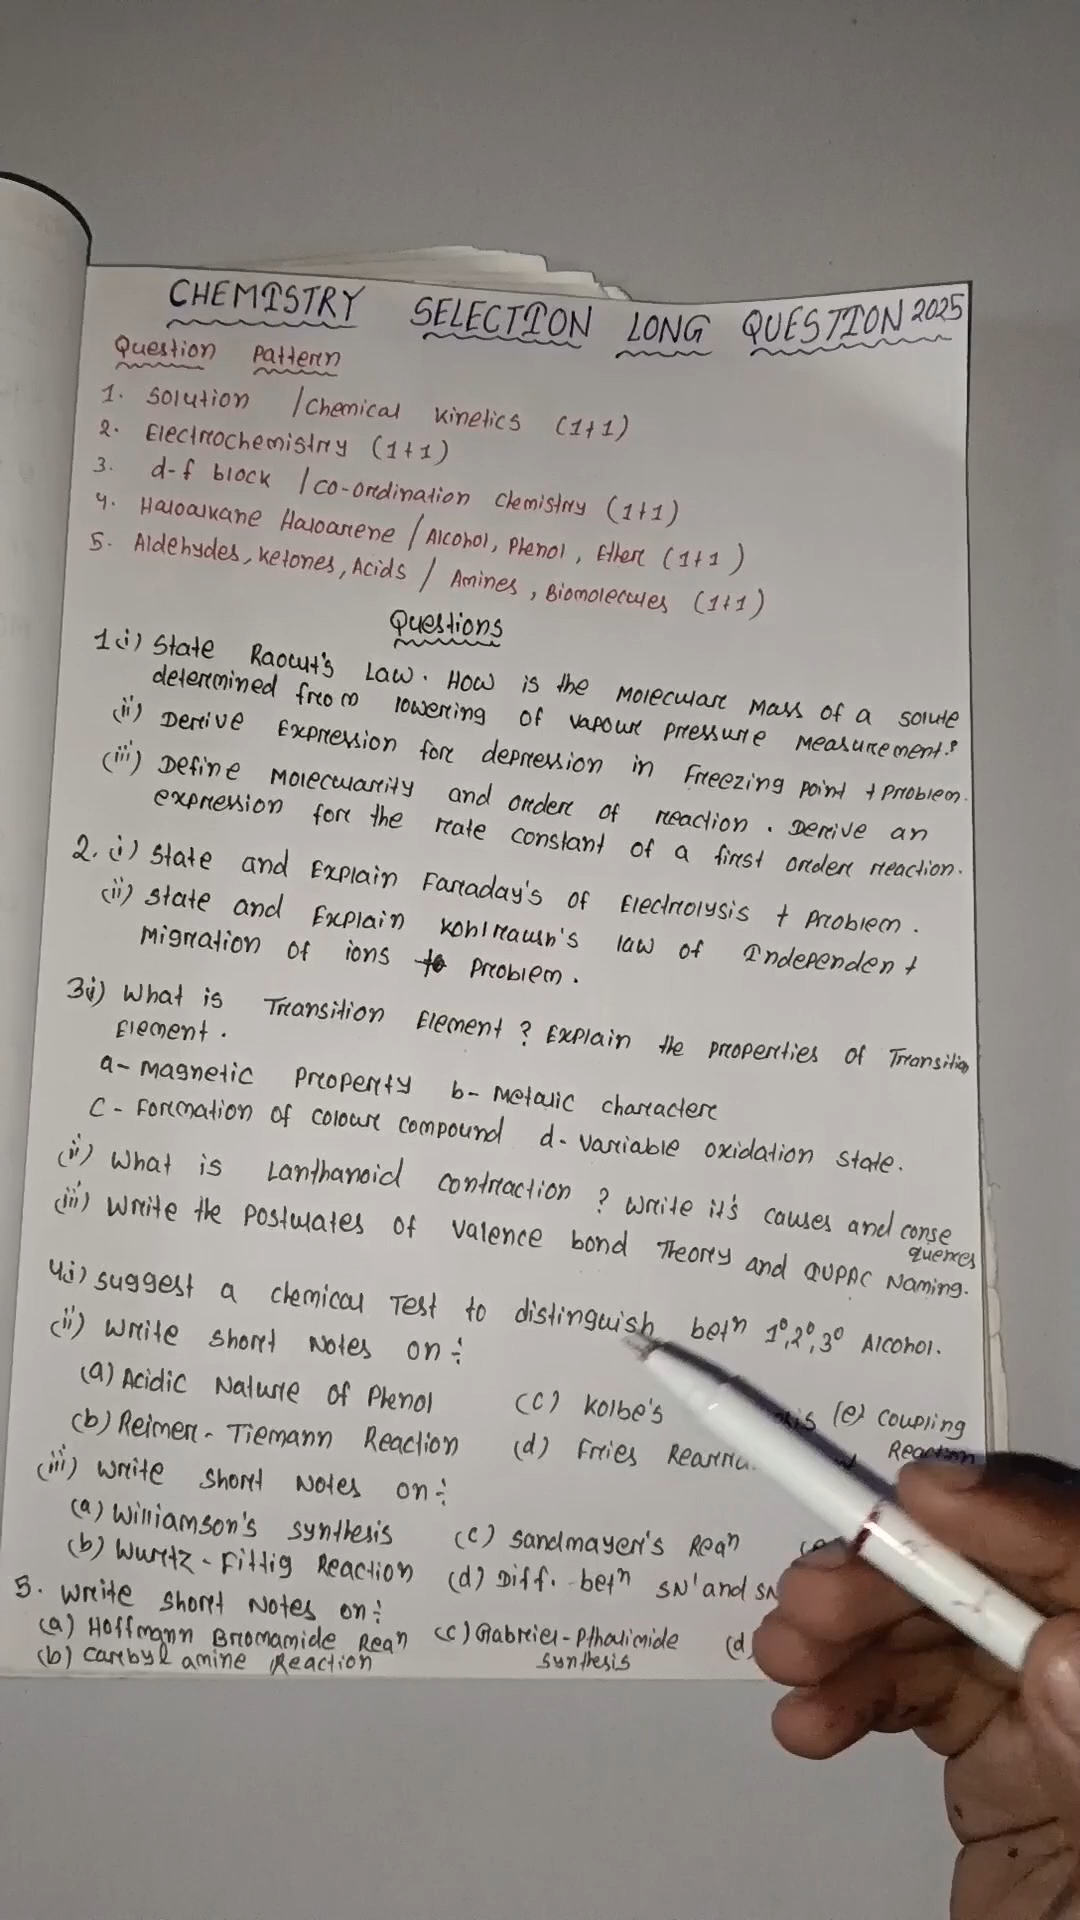 CHEMISTRY SELECTION LONG QUESTION 2025
Question Pattern
1. Solution / Chemical Kinetics (1+1)
2. Electrochemistry (1+1)
3. d-f block / co-ordination chemistry (1+1)
4. Haloalkane Haloarene / Alcohol, Phenol, Ether (1+1)
5. Aldehydes, Ketones, Acids / Amines, Biomolecules (1+1)
Questions
1 i) State Raoult's Law. How is the molecular mass of a solute
determined from lowering of vapour pressure measurement?
(ii) Derive Expression for depression in Freezing point + problem.
(iii) Define Molecularity and order of reaction. Derive an
expression for the rate constant of a first order reaction.
2. i) State and Explain Faraday's of Electrolysis + Problem.
(ii) State and Explain Kohlraush's law of Independent
Migration of ions Problem.
3 i) What is Transition Element? Explain the properties of Transition
Element.
a- Magnetic Property b- Metalic character
c- Formation of colour compound d- variable oxidation state.
(ii) What is Lanthanoid contraction? Write it's causes and conse
quences
(iii) Write the Postulates of valence bond Theory and IUPAC Naming.
4 i) Suggest a chemical Test to distinguish betn 1°,2°,3° Alcohol.
(ii) Write Short Notes on :-
(a) Acidic Nature of Phenol (c) Kolbe's (e) Coupling
Reaction
(b) Reimer-Tiemann Reaction (d) Fries
(iii) Write Short Notes on :-
(a) Williamson's synthesis (c) Sandmayer's Rean
(b) Wurtz-Fittig Reaction (d) Diff. betn SN' and SN
5. Write Short Notes on :-
(a) Hoffmann Bromamide Rean (c) Gabriel-Pthalimide (d)
synthesis
(b) Carbyl amine Reaction